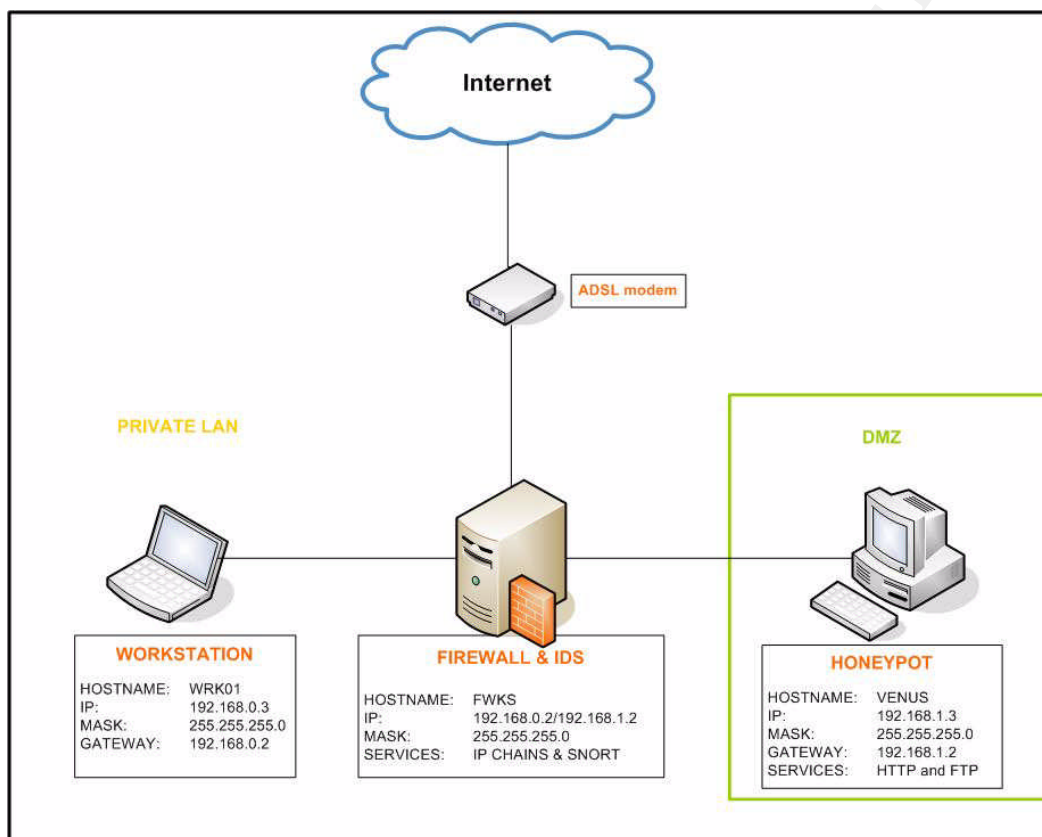 Internet
ADSL modem
PRIVATE LAN
DMZ
WORKSTATION
HOSTNAME: WRK01
IP: 192.168.0.3
MASK: 255.255.255.0
GATEWAY: 192.168.0.2
FIREWALL & IDS
HOSTNAME: FWKS
IP: 192.168.0.2/192.168.1.2
MASK: 255.255.255.0
SERVICES: IP CHAINS & SNORT
HONEYPOT
HOSTNAME: VENUS
IP: 192.168.1.3
MASK: 255.255.255.0
GATEWAY: 192.168.1.2
SERVICES: HTTP and FTP